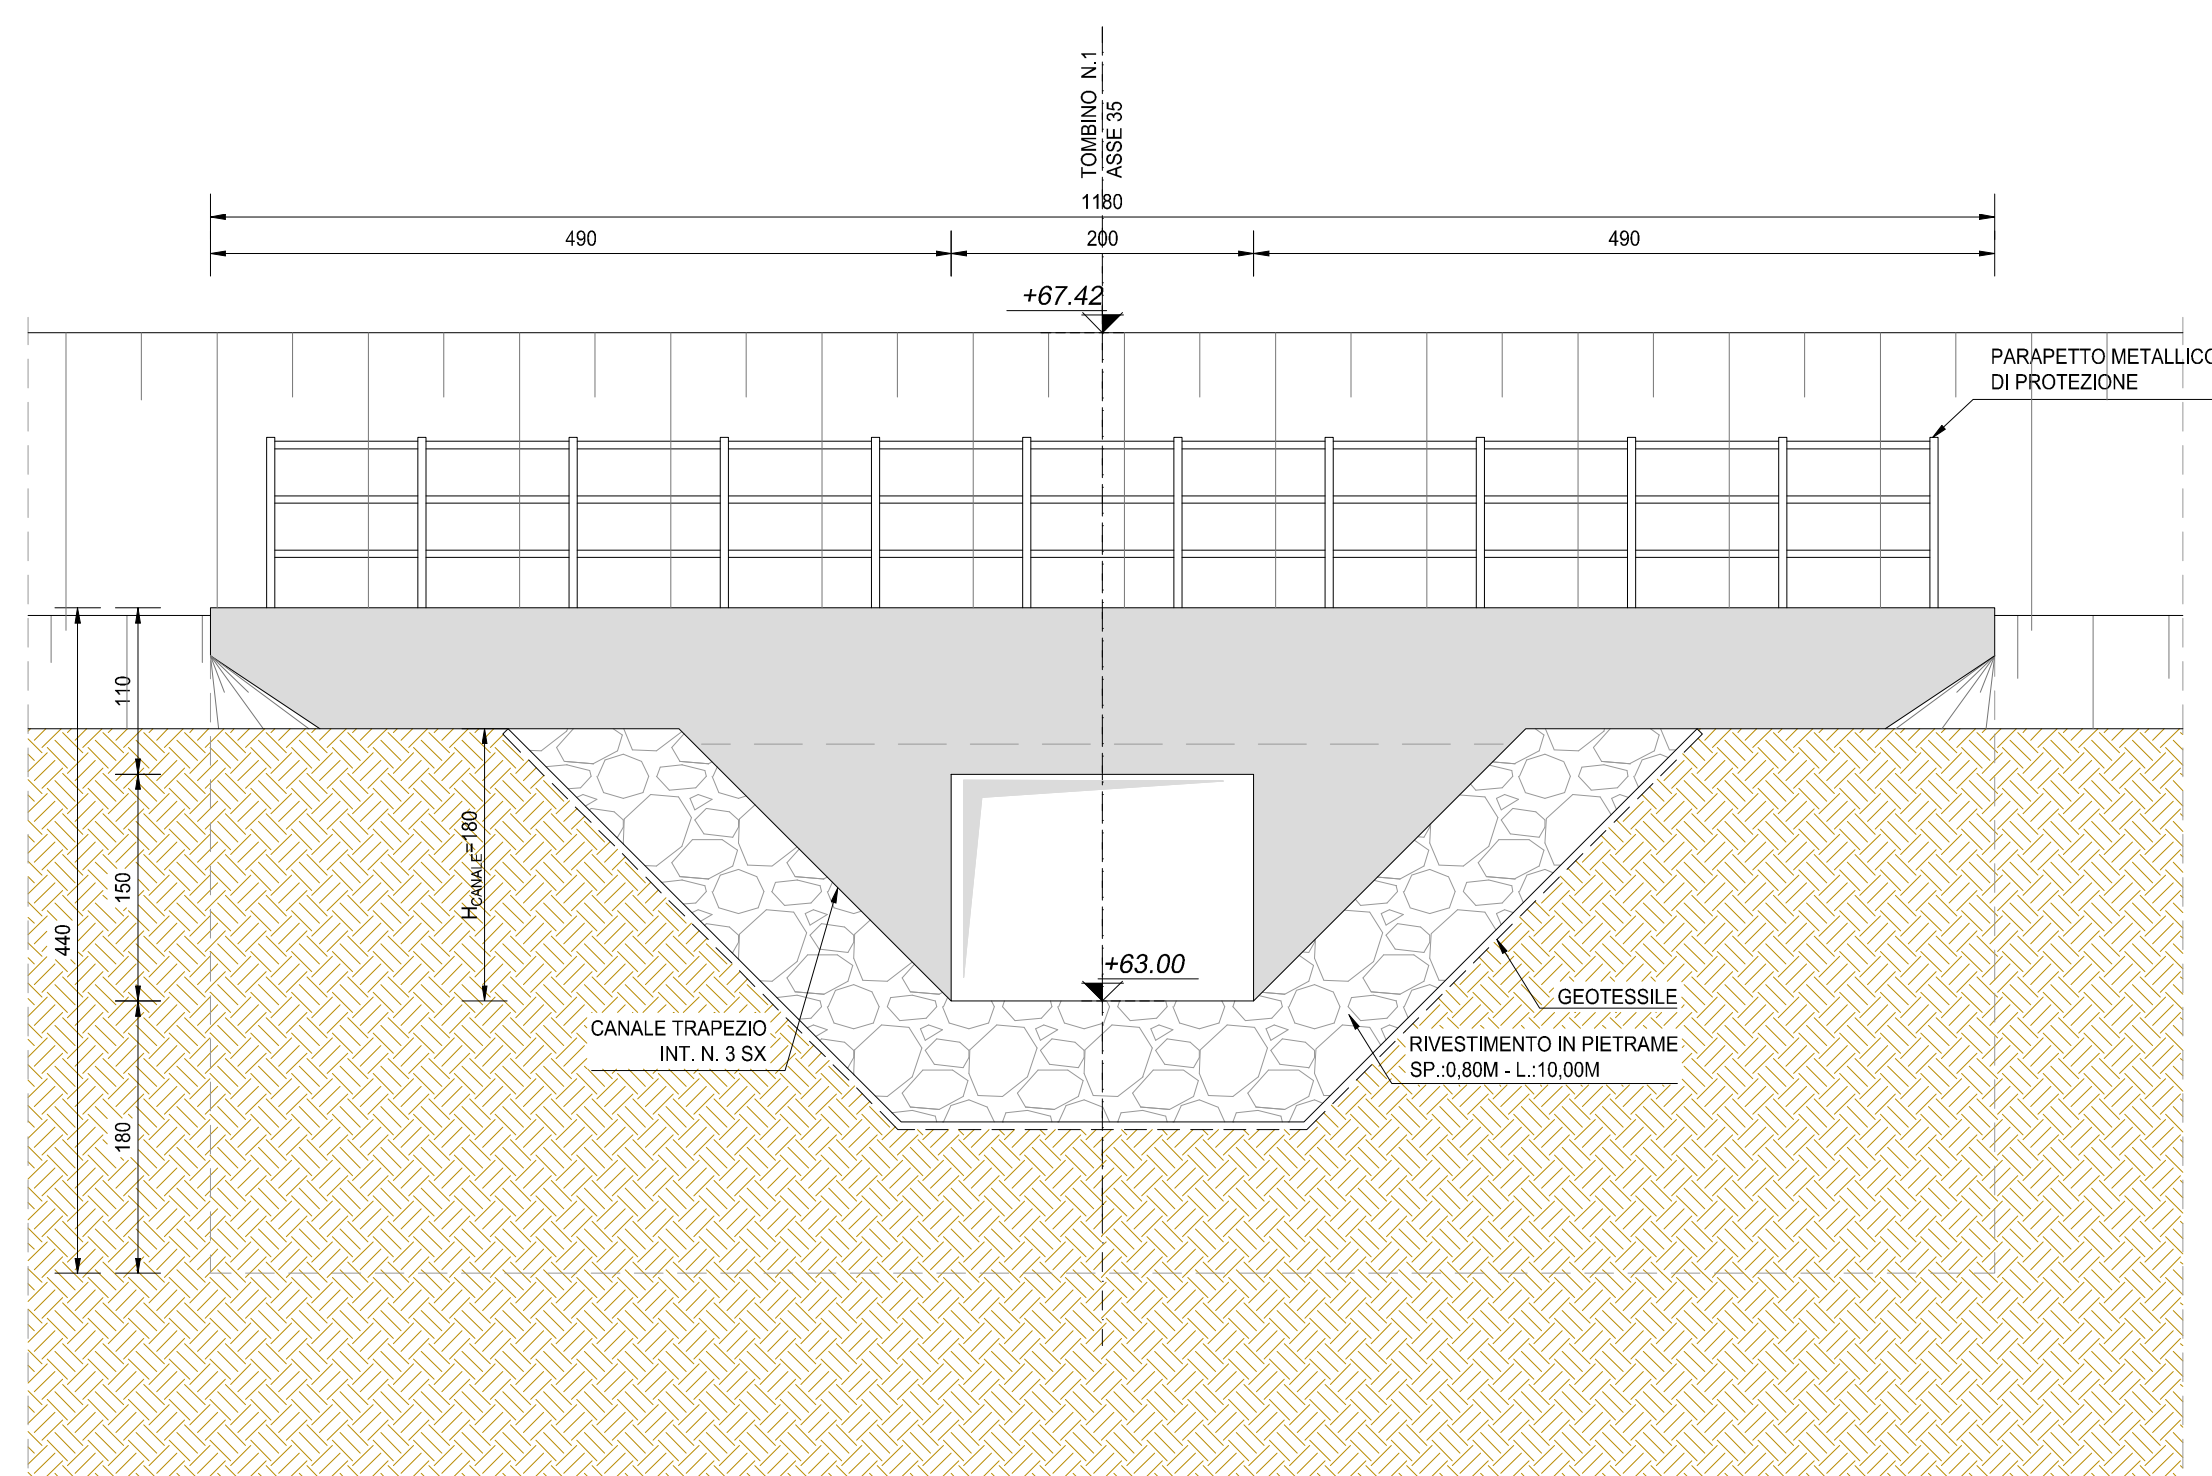 TOMBINO N.1
ASSE 35
1180
490
200
490
+67.42
PARAPETTO METALLICO
DI PROTEZIONE
110
150
440
180
HCANALE=180
+63.00
CANALE TRAPEZIO
INT. N. 3 SX
GEOTESSILE
RIVESTIMENTO IN PIETRAME
SP.:0,80M - L.:10,00M